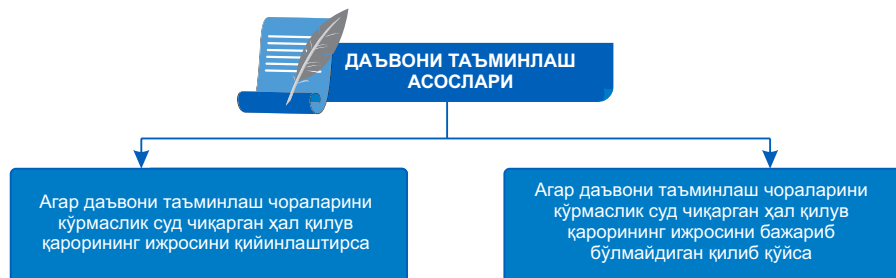 ДАЪВОНИ ТАЪМИНЛАШ
АСОСЛАРИ
Агар даъвони таъминлаш чораларини
кўрмаслик суд чиқарган ҳал қилув
қарорининг ижросини қийинлаштирса
Агар даъвони таъминлаш чораларини
кўрмаслик суд чиқарган ҳал қилув
қарорининг ижросини бажариб
бўлмайдиган қилиб қўйса